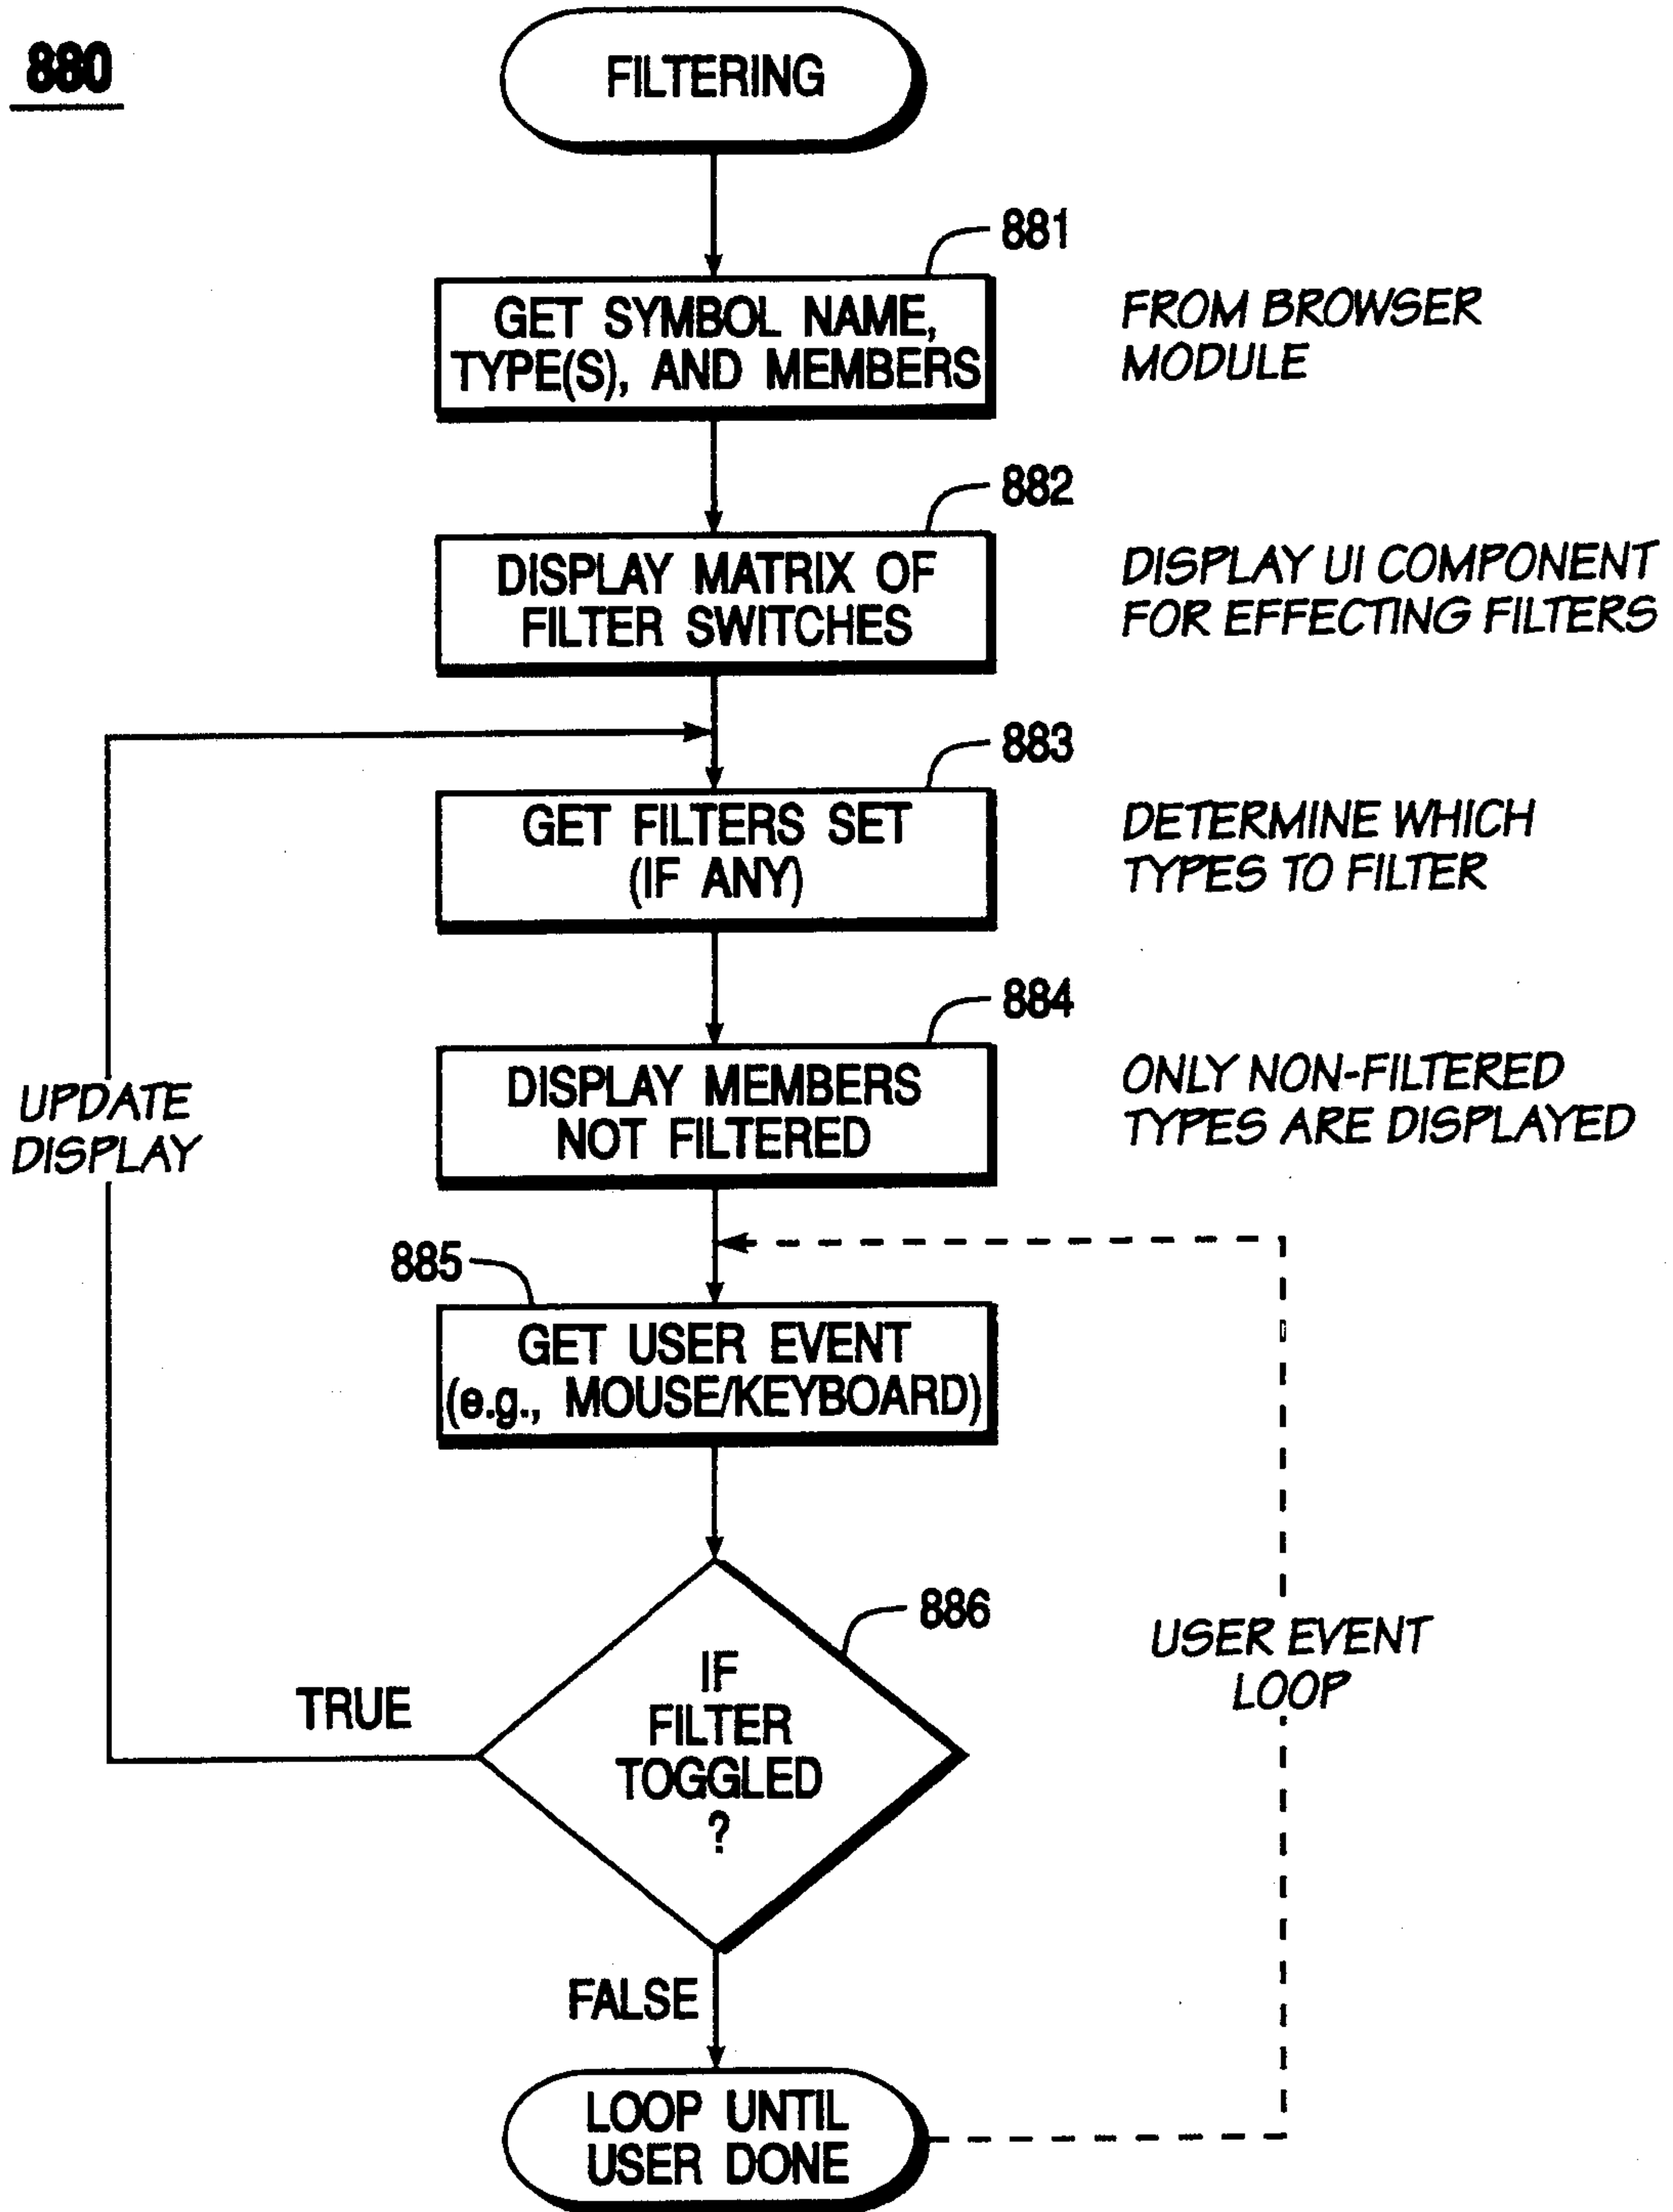 880
FILTERING
881
GET SYMBOL NAME,
TYPE(S), AND MEMBERS
FROM BROWSER
MODULE
882
DISPLAY MATRIX OF
FILTER SWITCHES
DISPLAY UI COMPONENT
FOR EFFECTING FILTERS
883
GET FILTERS SET
(IF ANY)
DETERMINE WHICH
TYPES TO FILTER
884
DISPLAY MEMBERS
NOT FILTERED
ONLY NON-FILTERED
TYPES ARE DISPLAYED
UPDATE
DISPLAY
885
GET USER EVENT
(e.g., MOUSE/KEYBOARD)
886
IF
FILTER
TOGGLED
?
TRUE
USER EVENT
LOOP
FALSE
LOOP UNTIL
USER DONE